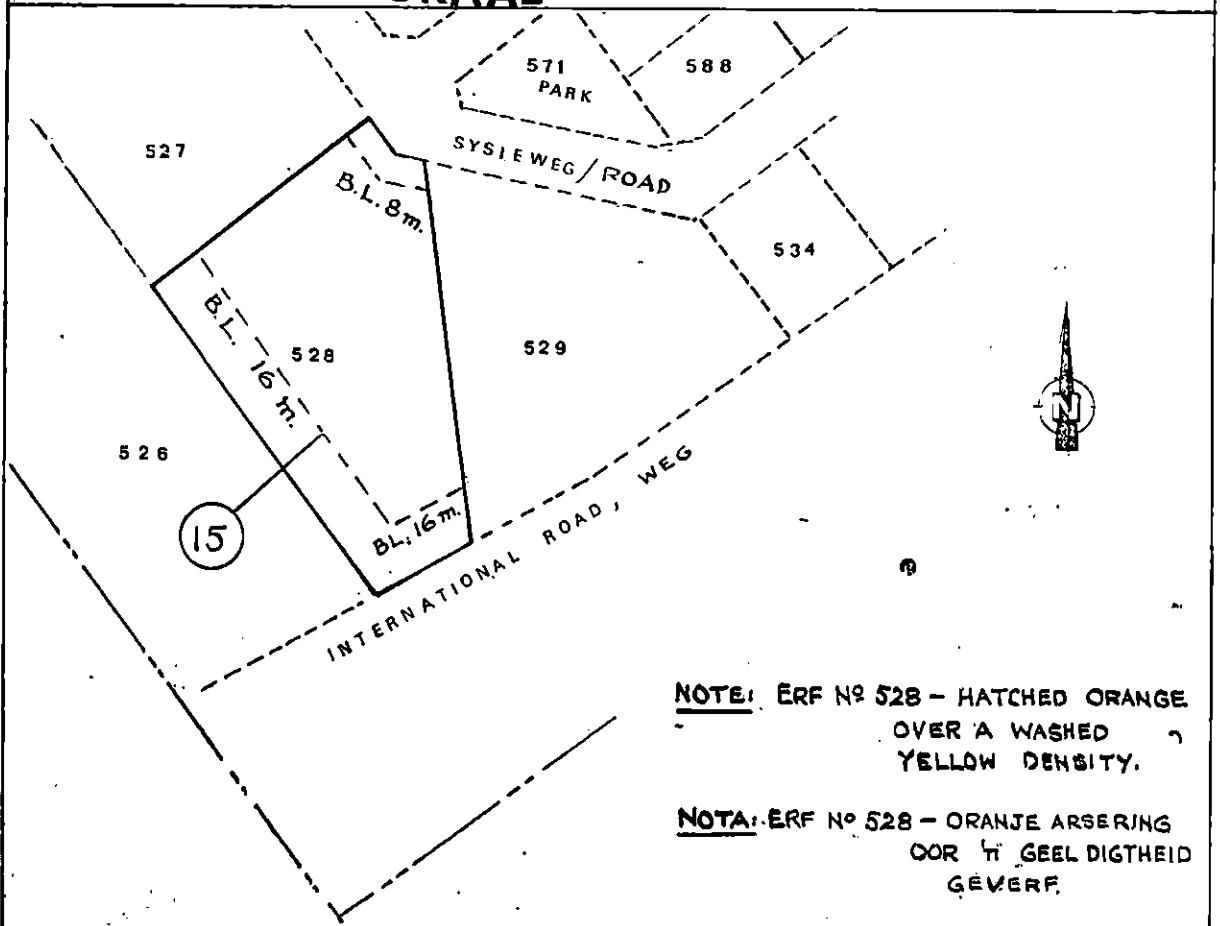 571
PARK
588
527
SYSIEWEG/ROAD
B.L. 8m.
534
B.L. 16 m.
528
529
526
15
BL, 16m.
INTERNATIONAL ROAD, WEG
N
NOTE: ERF Nº 528 – HATCHED ORANGE
OVER A WASHED
YELLOW DENSITY.
NOTA: ERF Nº 528 – ORANJE ARSERING
OOR 'n GEEL DIGTHEID
GEVERF.